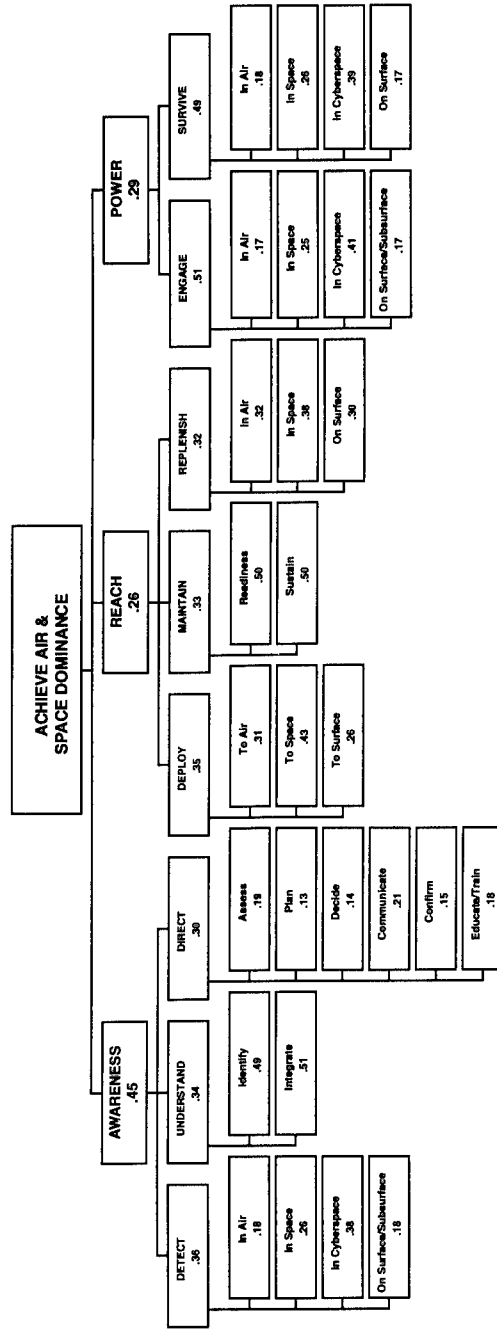 ACHIEVE AIR &
SPACE DOMINANCE
AWARENESS
.45
REACH
.26
POWER
.29
DETECT
.36
UNDERSTAND
.34
DIRECT
.30
DEPLOY
.35
MAINTAIN
.33
REPLENISH
.32
ENGAGE
.51
SURVIVE
.49
In Air
.18
In Space
.26
In Cyberspace
.38
On Surface/Subsurface
.18
Identify
.49
Integrate
.51
Assess
.19
Plan
.13
Decide
.14
Communicate
.21
Confirm
.15
Educate/Train
.18
To Air
.31
To Space
.43
To Surface
.26
Readiness
.50
Sustain
.50
In Air
.32
In Space
.38
On Surface
.30
In Air
.17
In Space
.25
In Cyberspace
.41
On Surface/Subsurface
.17
In Air
.18
In Space
.26
In Cyberspace
.39
On Surface
.17